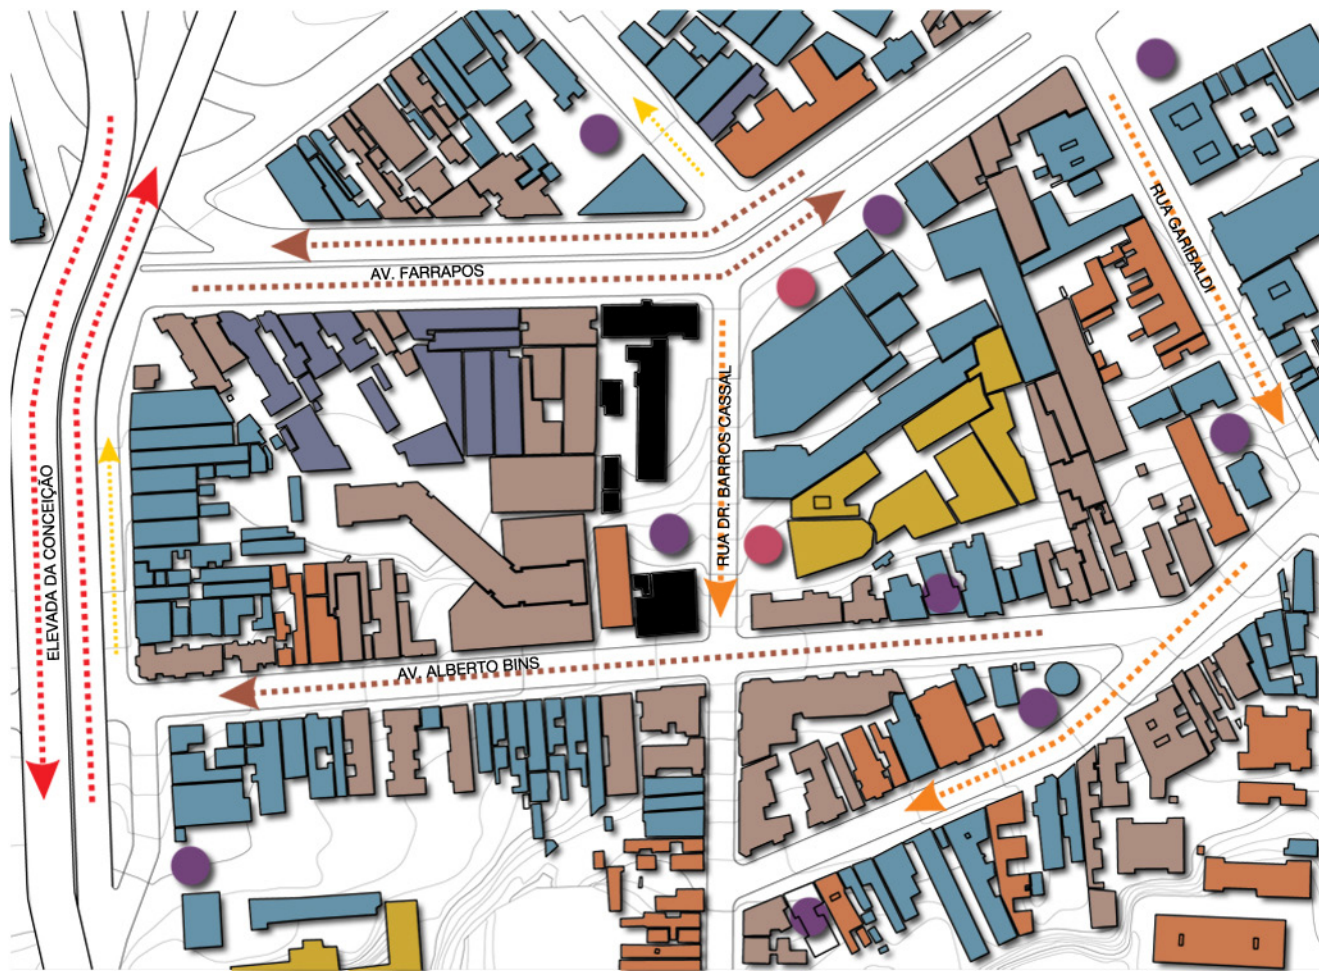 AV. FARRAPOS
RUA GARIBALDI
RUA DR. BARROS CASSAL
ELEVADA DA CONCEIÇÃO
AV. ALBERTO BINS